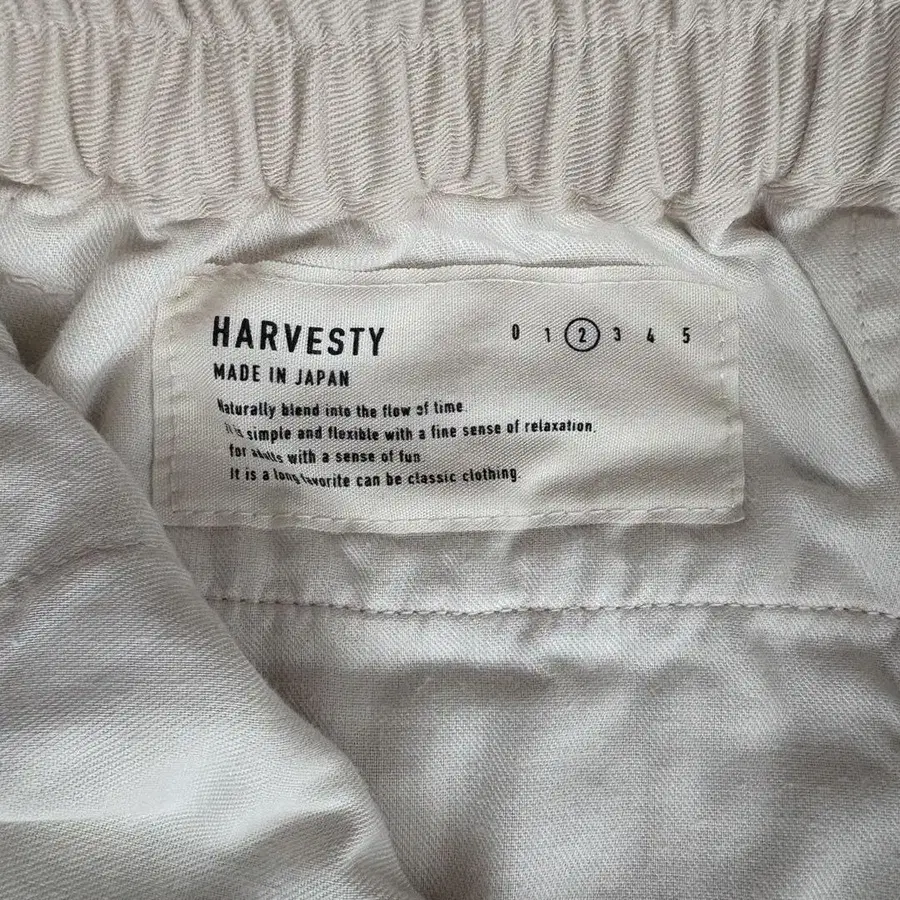 HARVESTY 0 1 2 3 4 5
MADE IN JAPAN
Naturally blend into the flow of time.
It is simple and flexible with a fine sense of relaxation.
for adults with a sense of fun
It is a long favorite can be classic clothing.